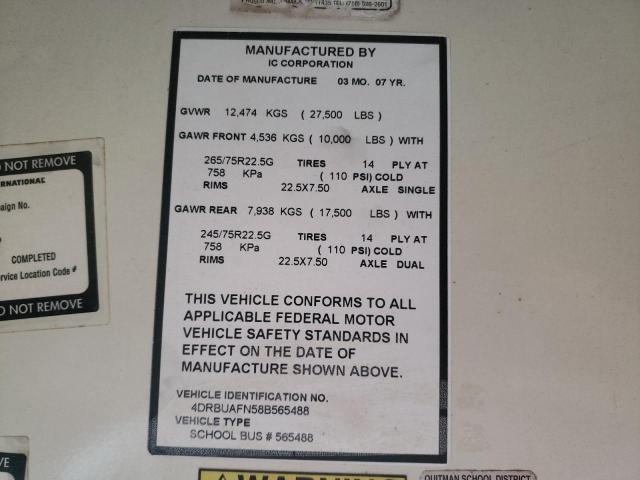 MANUFACTURED BY
IC CORPORATION
DATE OF MANUFACTURE 03 MO. 07 YR.
GVWR 12,474 KGS ( 27,500 LBS )
GAWR FRONT 4,536 KGS ( 10,000 LBS ) WITH
265/75R22.5G TIRES 14 PLY AT
758 KPa ( 110 PSI) COLD
RIMS 22.5X7.50 AXLE SINGLE
GAWR REAR 7,938 KGS ( 17,500 LBS ) WITH
245/75R22.5G TIRES 14 PLY AT
758 KPa ( 110 PSI) COLD
RIMS 22.5X7.50 AXLE DUAL
THIS VEHICLE CONFORMS TO ALL
APPLICABLE FEDERAL MOTOR
VEHICLE SAFETY STANDARDS IN
EFFECT ON THE DATE OF
MANUFACTURE SHOWN ABOVE.
VEHICLE IDENTIFICATION NO.
4DRBUAFN58B565488
VEHICLE TYPE
SCHOOL BUS # 565488
NOT REMOVE
COMPLETED
Location Code #
NOT REMOVE
WARNING
QUITMAN SCHOOL DISTRICT